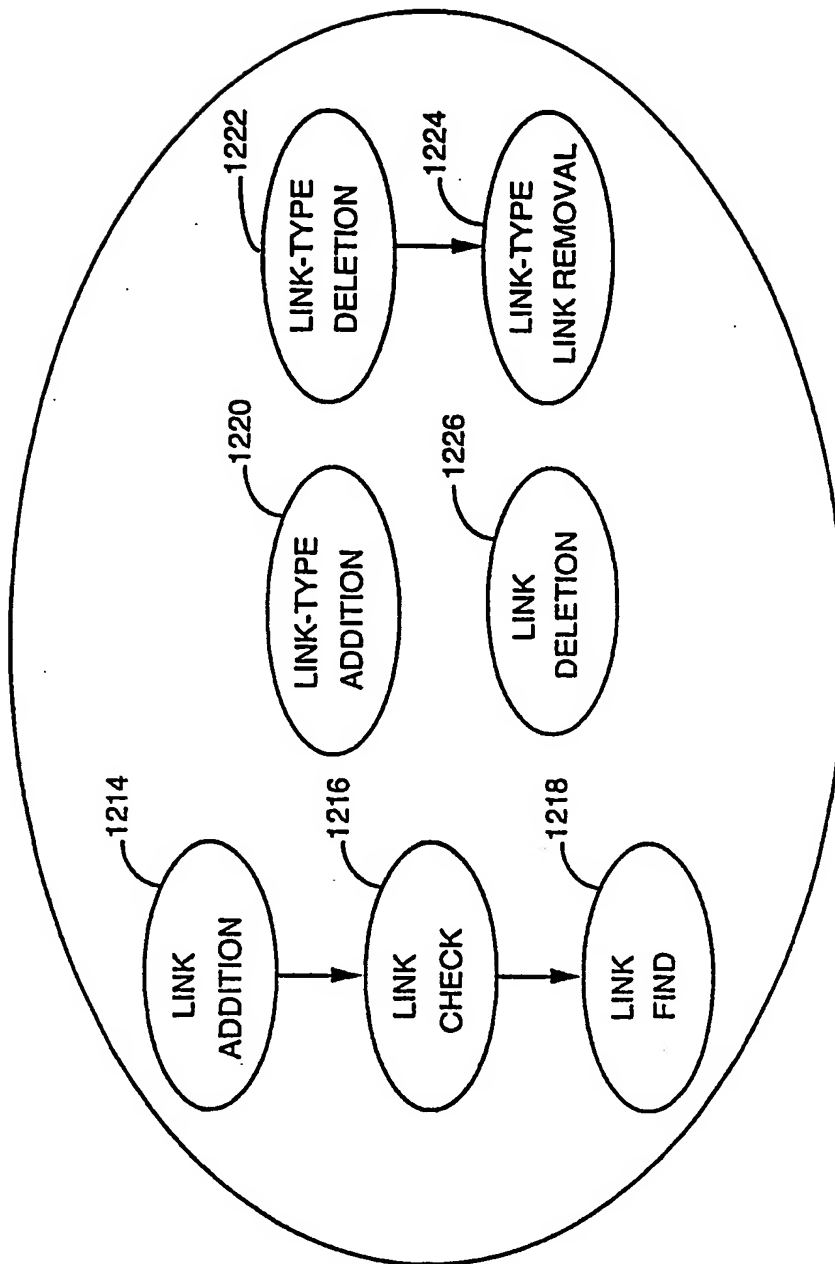 1214
LINK
ADDITION
1216
LINK
CHECK
1218
LINK
FIND
1220
LINK-TYPE
ADDITION
1226
LINK
DELETION
1222
LINK-TYPE
DELETION
1224
LINK-TYPE
LINK REMOVAL